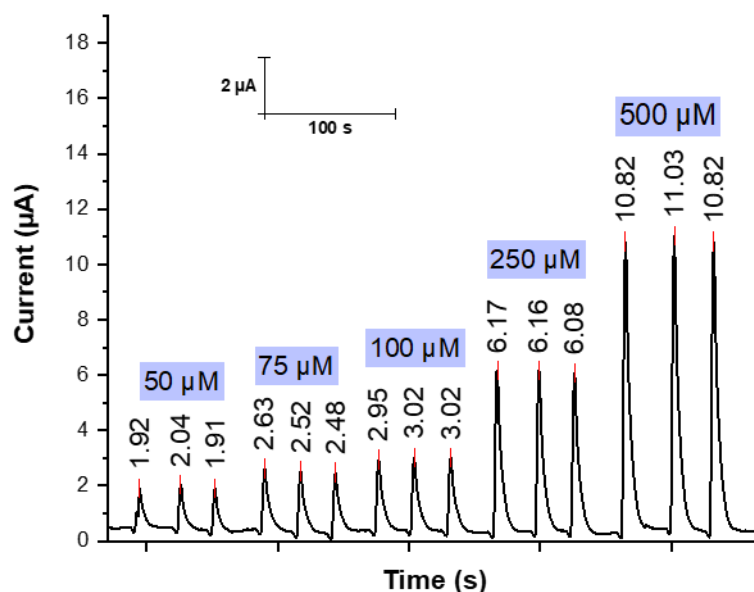 Current (µA)
18
16
14
12
10
8
6
4
2
0
2 µA
100 s
50 µM
1.92
2.04
1.91
75 µM
2.63
2.52
2.48
100 µM
2.95
3.02
3.02
250 µM
6.17
6.16
6.08
500 µM
10.82
11.03
10.82
Time (s)